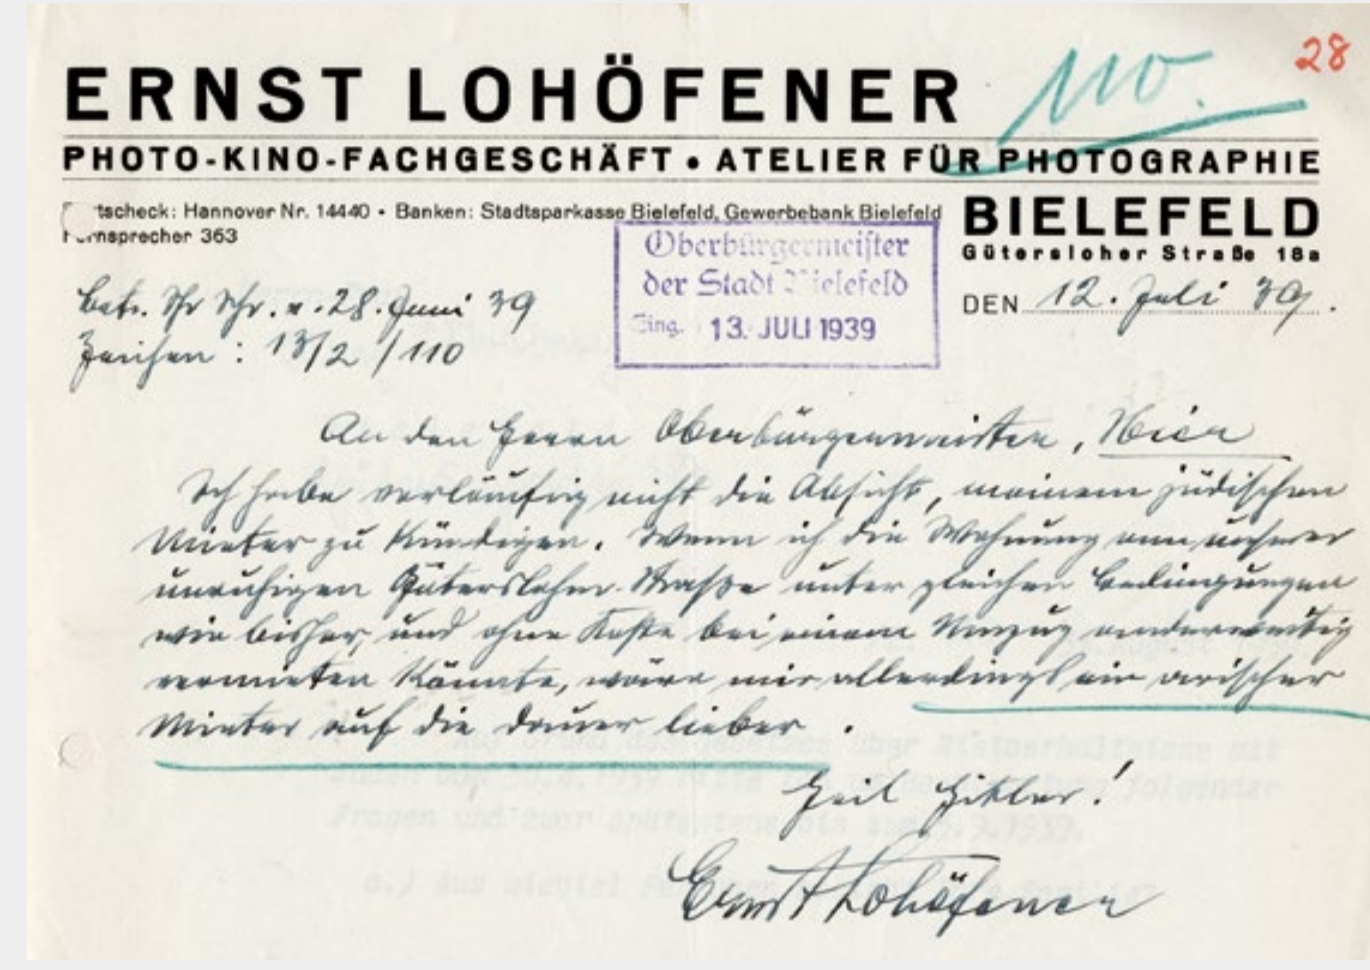 28
110.
ERNST LOHÖFENER
PHOTO-KINO-FACHGESCHÄFT • ATELIER FÜR PHOTOGRAPHIE
tscheck: Hannover Nr. 14440 • Banken: Stadtsparkasse Bielefeld, Gewerbebank Bielefeld
rnsprecher 363
BIELEFELD
Gütersloher Straße 18a
DEN 12. Juli 39.
Oberbürgermeister
der Stadt Bielefeld
Eing. 13. JULI 1939
Betr. Ihr Schr. v. 28. Juni 39
Zeichen : 13/2 /110
An den Herrn Oberbürgermeister, Hier
Ich habe vorläufig nicht die Absicht, meinem jüdischen
Mieter zu kündigen. Wenn ich die Wohnung an unserer
unruhigen Gütersloher Straße unter gleichen Bedingungen
wie bisher, und ohne Kosten bei einem Umzug anderweitig
vermieten könnte, wäre mir allerdings ein arischer
Mieter auf die Dauer lieber.
Heil Hitler!
Ernst Lohöfener